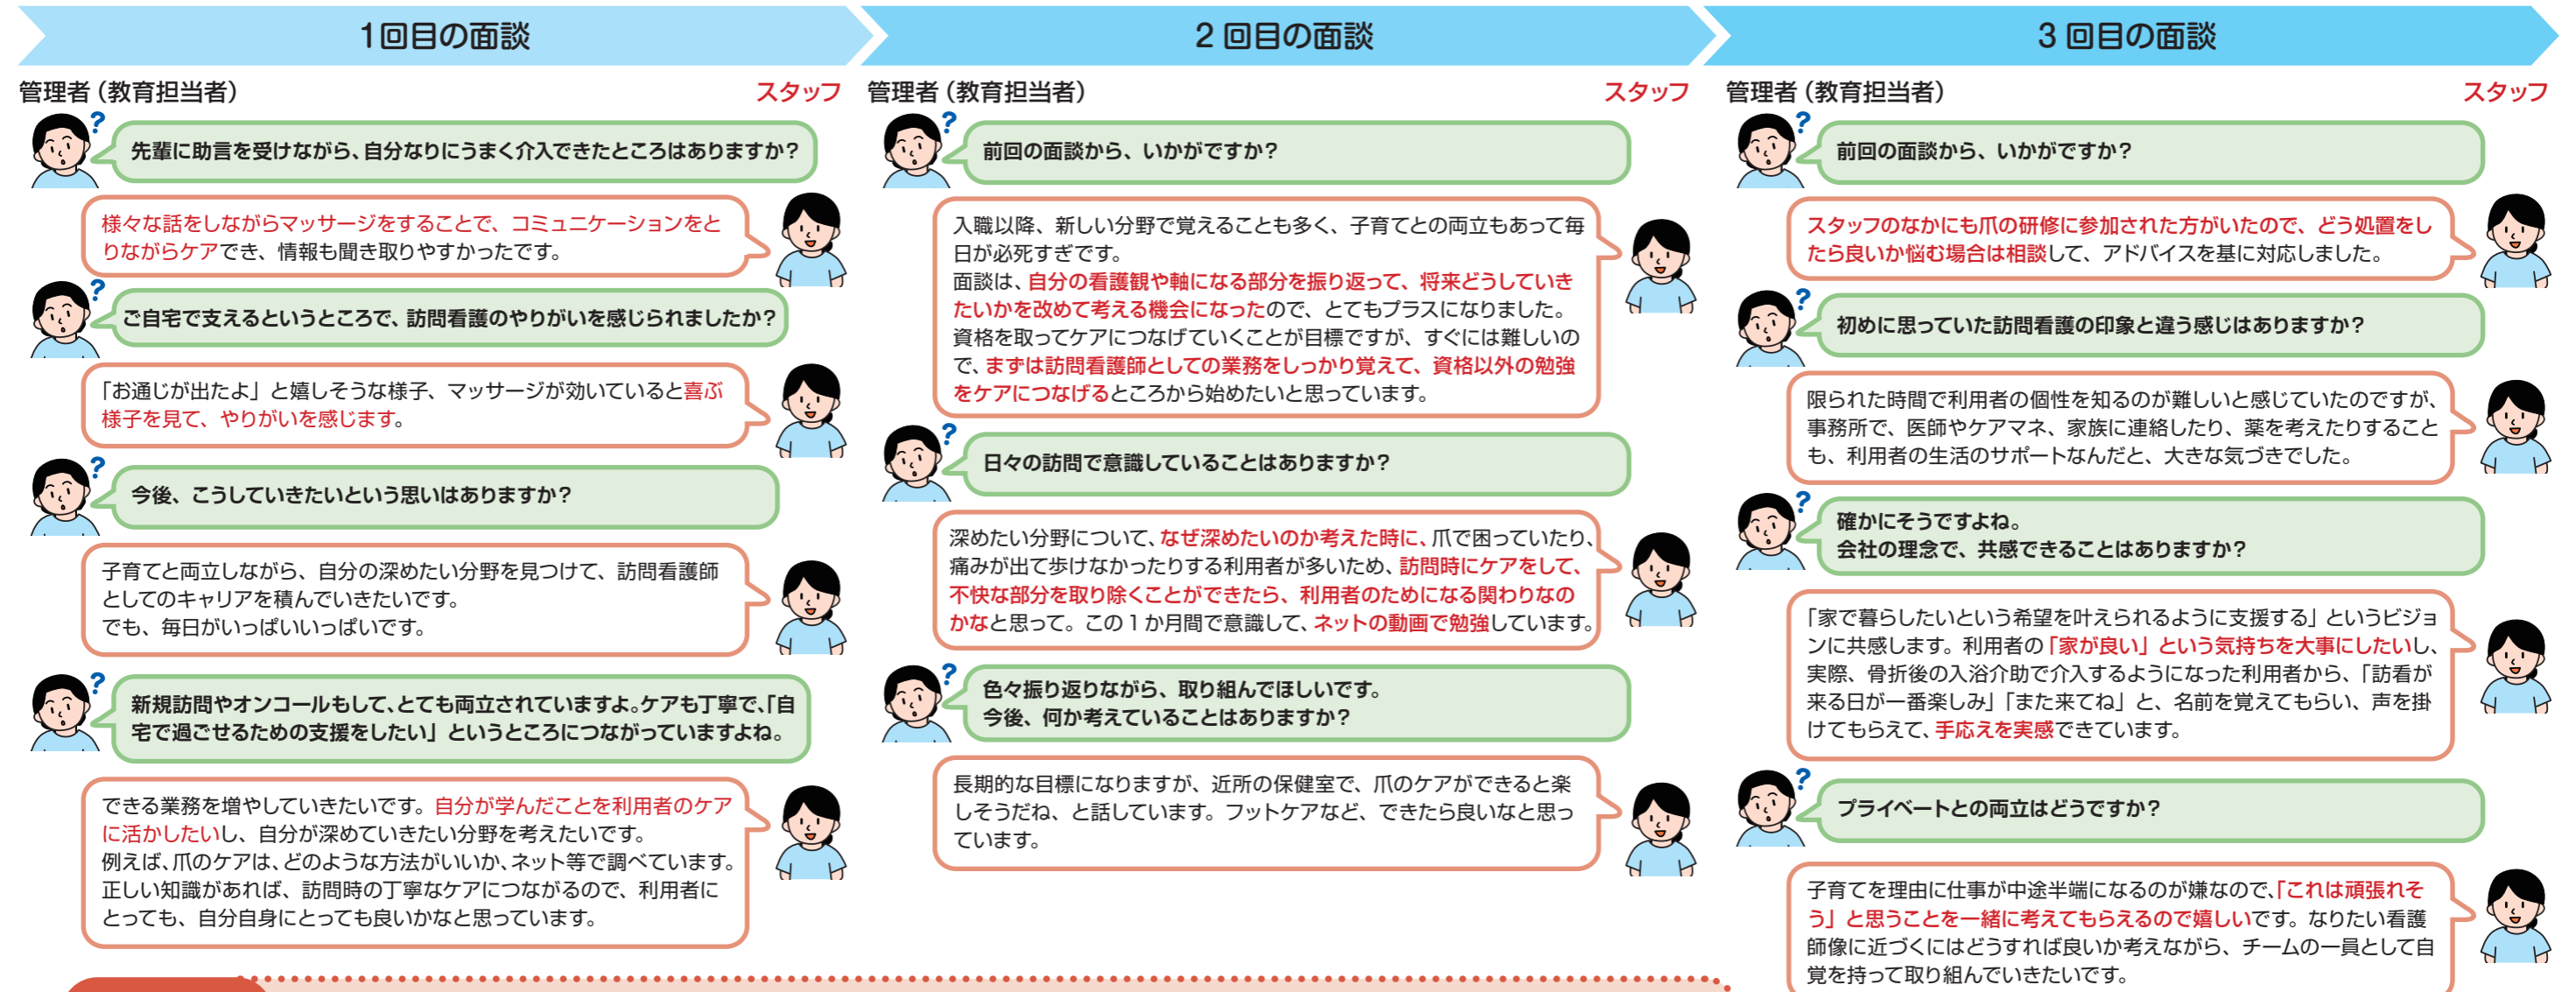 1回目の面談
管理者（教育担当者）
スタッフ
?
先輩に助言を受けながら、自分なりにうまく介入できたところはありますか？
様々な話をしながらマッサージをすることで、コミュニケーションをと
りながらケアでき、情報も聞き取りやすかったです。
?
ご自宅で支えるというところで、訪問看護のやりがいを感じられましたか？
「お通じが出たよ」と嬉しそうな様子、マッサージが効いていると喜ぶ
様子を見て、やりがいを感じます。
?
今後、こうしていきたいという思いはありますか？
子育てと両立しながら、自分の深めたい分野を見つけて、訪問看護師
としてのキャリアを積んでいきたいです。
でも、毎日がいっぱいいっぱいです。
?
新規訪問やオンコールもして、とても両立されていますよ。ケアも丁寧で、「自
宅で過ごせるための支援をしたい」というところにつながっていますよね。
できる業務を増やしていきたいです。自分が学んだことを利用者のケア
に活かしたいし、自分が深めていきたい分野を考えたいです。
例えば、爪のケアは、どのような方法がいいか、ネット等で調べています。
正しい知識があれば、訪問時の丁寧なケアにつながるので、利用者に
とっても、自分自身にとっても良いかなと思っています。
2回目の面談
管理者（教育担当者）
スタッフ
?
前回の面談から、いかがですか？
入職以降、新しい分野で覚えることも多く、子育てとの両立もあって毎
日が必死すぎです。
面談は、自分の看護観や軸になる部分を振り返って、将来どうしていき
たいかを改めて考える機会になったので、とてもプラスになりました。
資格を取ってケアにつなげていくことが目標ですが、すぐには難しいの
で、まずは訪問看護師としての業務をしっかり覚えて、資格以外の勉強
をケアにつなげるところから始めたいと思っています。
?
日々の訪問で意識していることはありますか？
深めたい分野について、なぜ深めたいのか考えた時に、爪で困っていたり、
痛みが出て歩けなかったりする利用者が多いため、訪問時にケアをして、
不快な部分を取り除くことができたら、利用者のためになる関わりなの
かなと思って。この1か月間で意識して、ネットの動画で勉強しています。
?
色々振り返りながら、取り組んでほしいです。
今後、何か考えていることはありますか？
長期的な目標になりますが、近所の保健室で、爪のケアができると楽
しそうだね、と話しています。フットケアなど、できたら良いなと思っ
ています。
3回目の面談
管理者（教育担当者）
スタッフ
?
前回の面談から、いかがですか？
スタッフのなかにも爪の研修に参加された方がいたので、どう処置をし
たら良いか悩む場合は相談して、アドバイスを基に対応しました。
?
初めに思っていた訪問看護の印象と違う感じはありますか？
限られた時間で利用者の個性を知るのが難しいと感じていたのですが、
事務所で、医師やケアマネ、家族に連絡したり、薬を考えたりすること
も、利用者の生活のサポートなんだと、大きな気づきでした。
?
確かにそうですよね。
会社の理念で、共感できることはありますか？
「家で暮らしたいという希望を叶えられるように支援する」というビジョ
ンに共感します。利用者の「家が良い」という気持ちを大事にしたいし、
実際、骨折後の入浴介助で介入するようになった利用者から、「訪看が
来る日が一番楽しみ」「また来てね」と、名前を覚えてもらい、声を掛
けてもらえて、手応えを実感できています。
?
プライベートとの両立はどうですか？
子育てを理由に仕事が中途半端になるのが嫌なので、「これは頑張れそ
う」と思うことを一緒に考えてもらえるので嬉しいです。なりたい看護
師像に近づくにはどうすれば良いか考えながら、チームの一員として自
覚を持って取り組んでいきたいです。